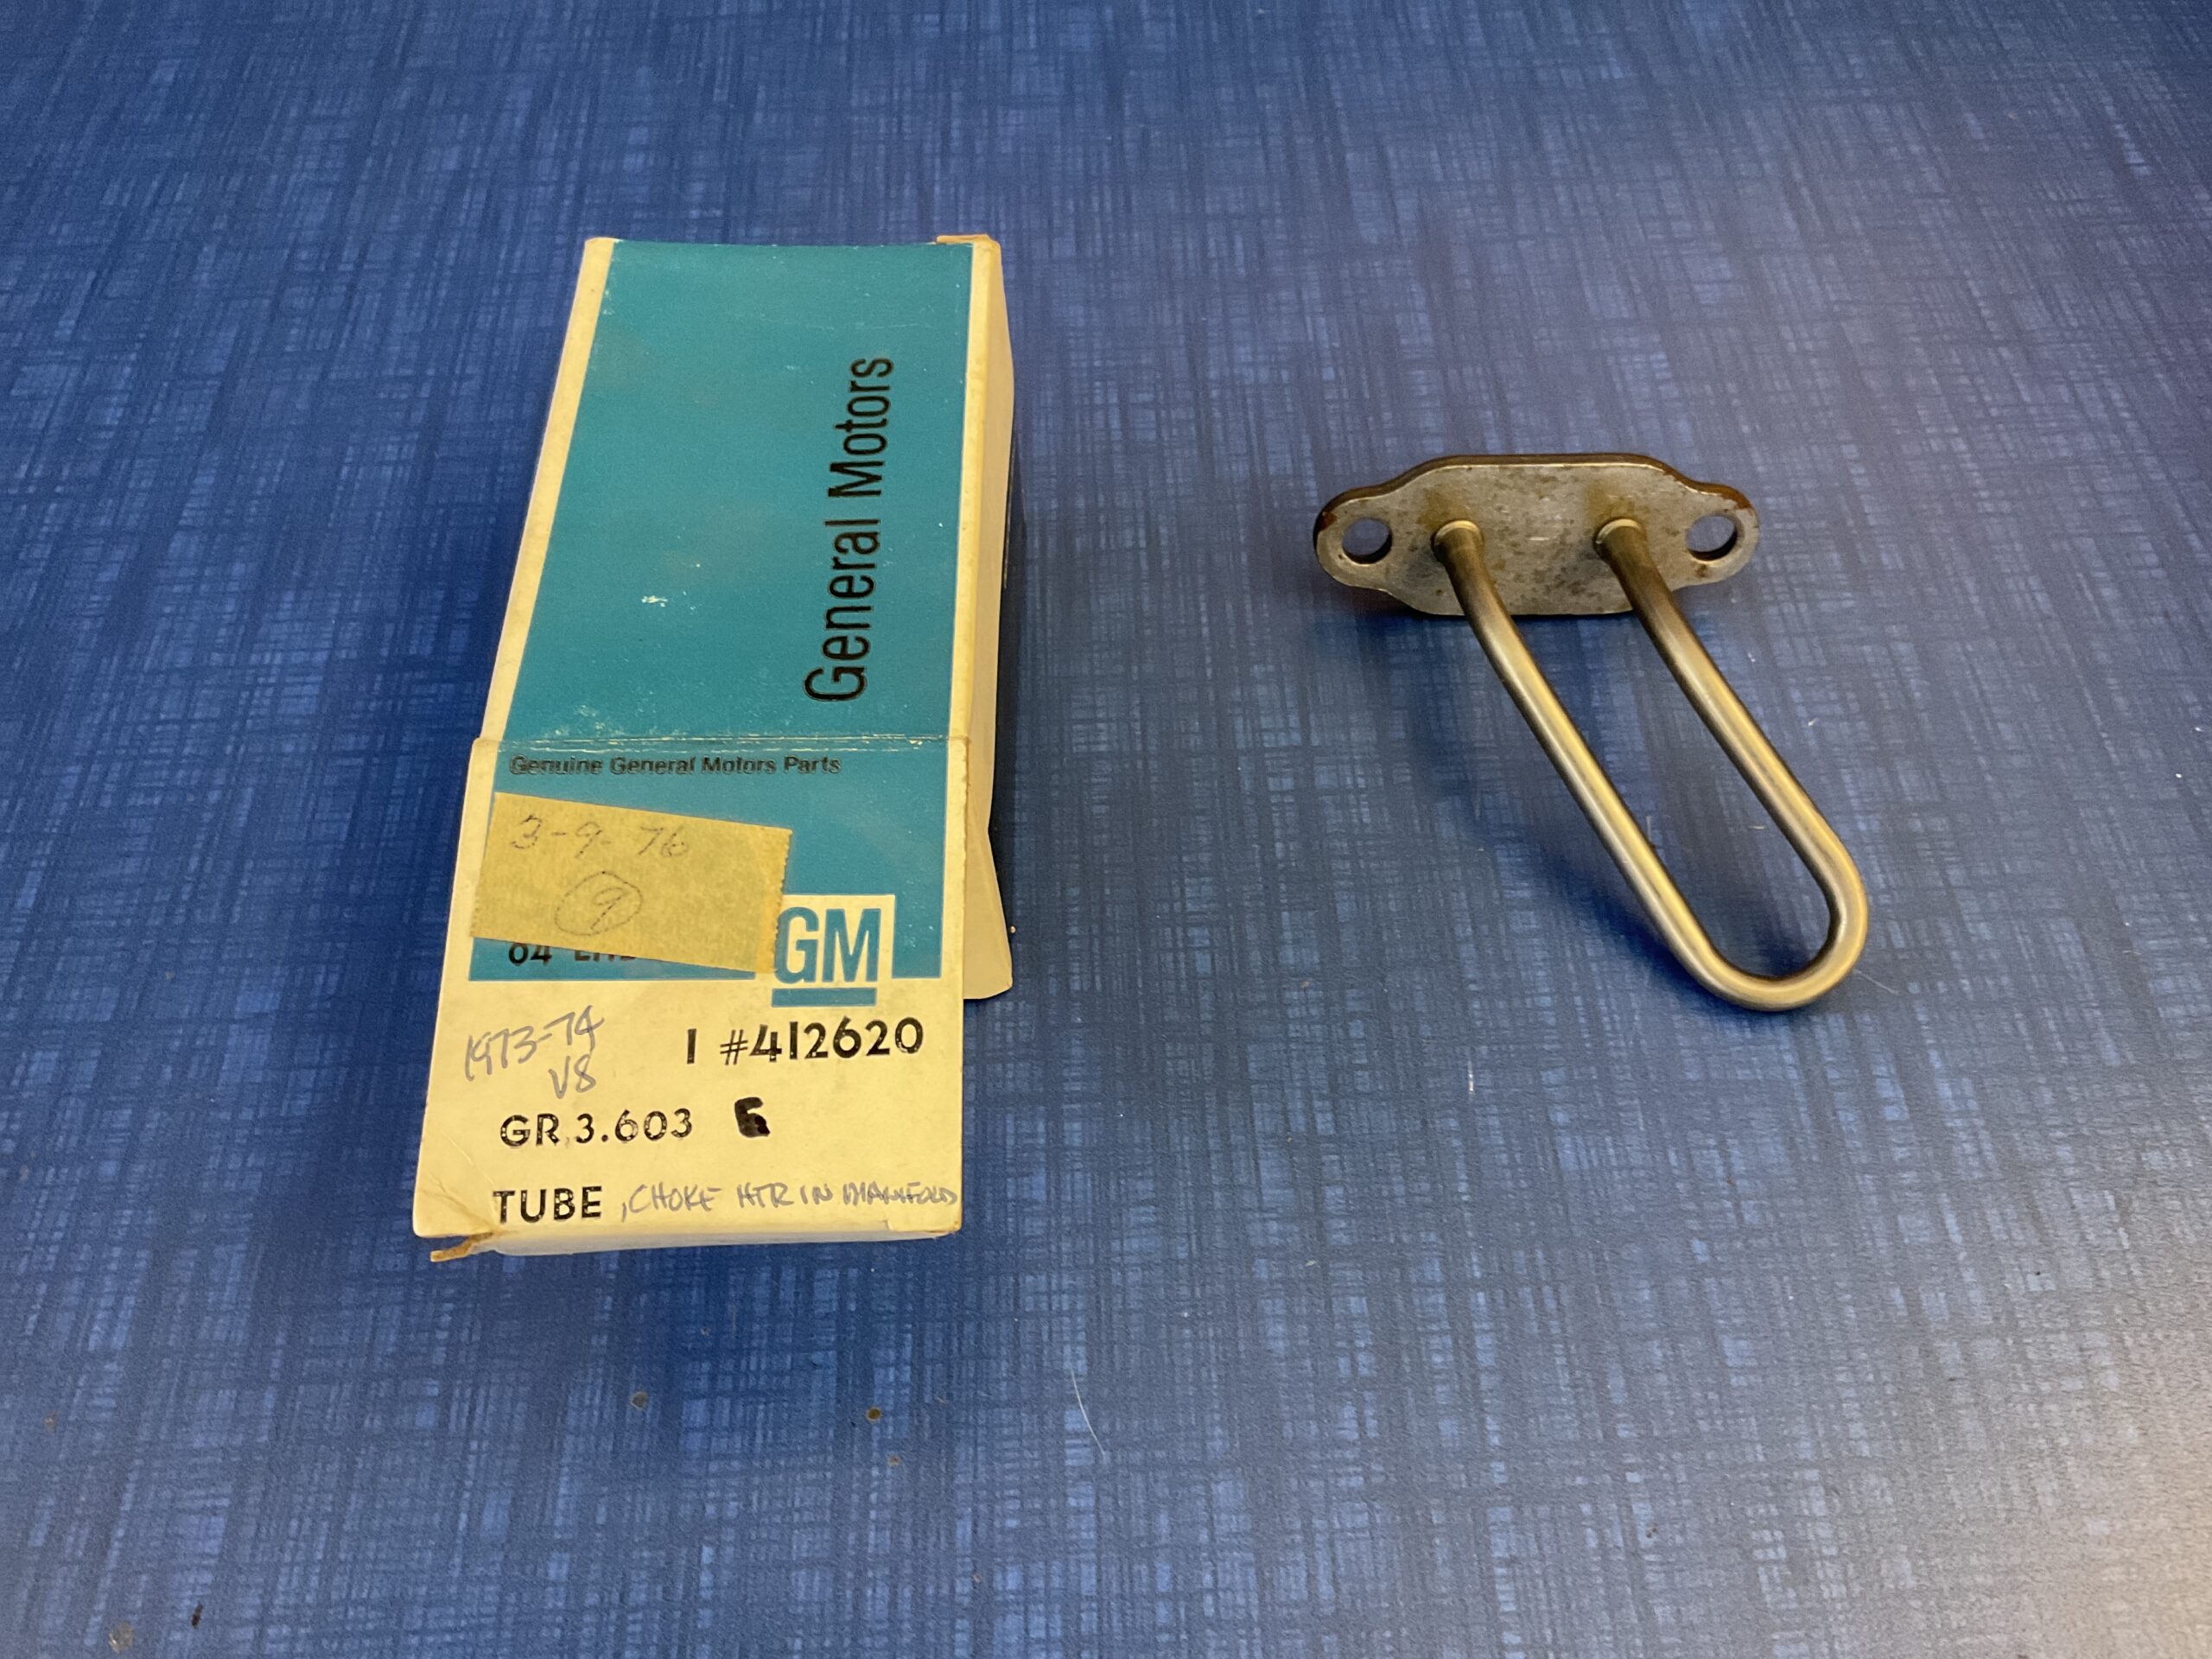 General Motors
Genuine General Motors Parts
3-9-76
9
64
GM
1973-74
V8
1 #412620
GR.3.603
TUBE, CHOKE HTR IN MANIFOLD